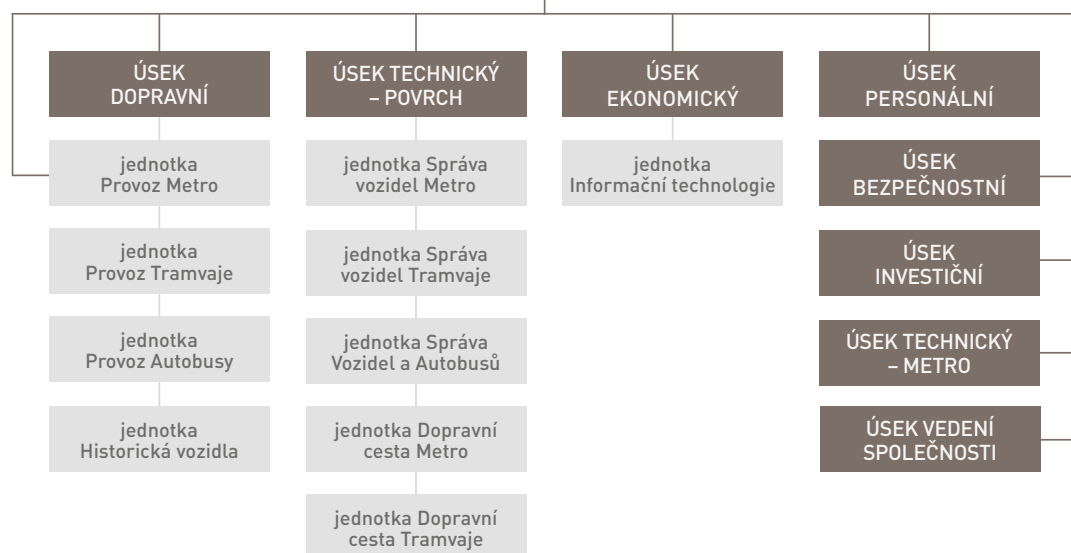 ÚSEK
DOPRAVNÍ
jednotka
Provoz Metro
jednotka
Provoz Tramvaje
jednotka
Provoz Autobusy
jednotka
Historická vozidla
ÚSEK TECHNICKÝ
– POVRCH
jednotka Správa
vozidel Metro
jednotka Správa
vozidel Tramvaje
jednotka Správa
Vozidel a Autobusů
jednotka Dopravní
cesta Metro
jednotka Dopravní
cesta Tramvaje
ÚSEK
EKONOMICKÝ
jednotka
Informační technologie
ÚSEK
PERSONÁLNÍ
ÚSEK
BEZPEČNOSTNÍ
ÚSEK
INVESTIČNÍ
ÚSEK TECHNICKÝ
– METRO
ÚSEK VEDENÍ
SPOLEČNOSTI